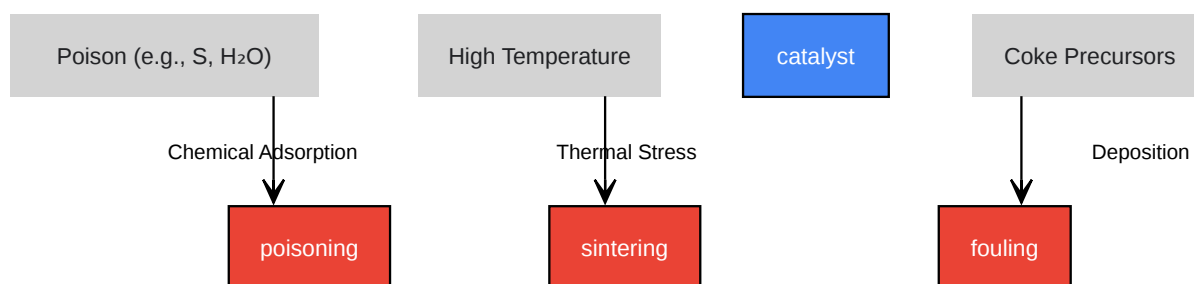 Poison (e.g., S, H₂O)
High Temperature
catalyst
Coke Precursors
Chemical Adsorption
Thermal Stress
Deposition
poisoning
sintering
fouling